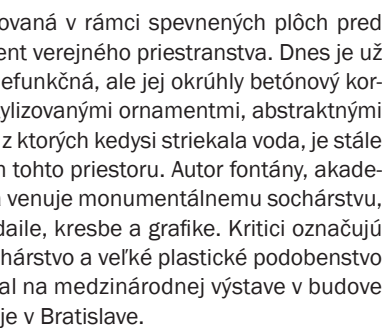 ovaná v rámci spevnených plôch pred
ent verejného priestranstva. Dnes je už
efunkčná, ale jej okrúhly betónový kor-
ylizovanými ornamentmi, abstraktnými
z ktorých kedysi striekala voda, je stále
tohto priestoru. Autor fontány, akade-
venuje monumentálnemu sochárstvu,
daile, kresbe a grafike. Kritici označujú
chárstvo a veľké plastické podobenstvo
al na medzinárodnej výstave v budove
je v Bratislave.